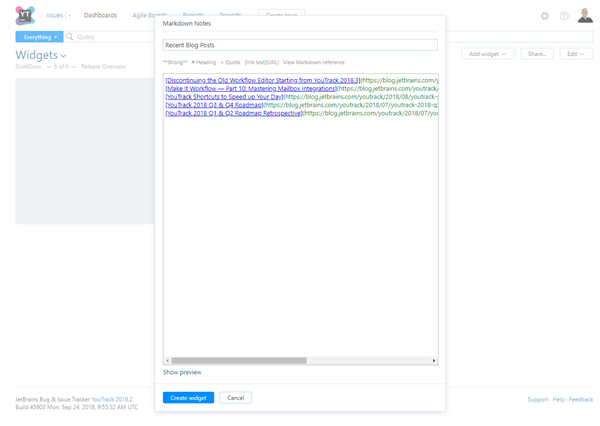 YT
Issues
Dashboards
Agile Boards
Reports
Projects
Create Issue
Everything
Query
Widgets
Add widget
Share...
Edit
ScottDocs ← 8 of 8 → Release Overview
Markdown Notes
Recent Blog Posts
**Strong** # Heading > Quote [link text](URL) View Markdown reference
[Discontinuing the Old Workflow Editor Starting from YouTrack 2018.3](https://blog.jetbrains.com/y
[Make It Workflow — Part 10: Mastering Mailbox Integrations](https://blog.jetbrains.com/youtrack/
[YouTrack Shortcuts to Speed up Your Day](https://blog.jetbrains.com/youtrack/2018/08/youtrack-s
[YouTrack 2018 Q3 & Q4 Roadmap](https://blog.jetbrains.com/youtrack/2018/07/youtrack-2018-q
[YouTrack 2018 Q1 & Q2 Roadmap Retrospective](https://blog.jetbrains.com/youtrack/2018/07/you
Show preview
Create widget
Cancel
JetBrains Bug & Issue Tracker YouTrack 2018.2
Build 45903 Mon, Sep 24, 2018, 9:55:32 AM UTC
Support · Help · Feedback